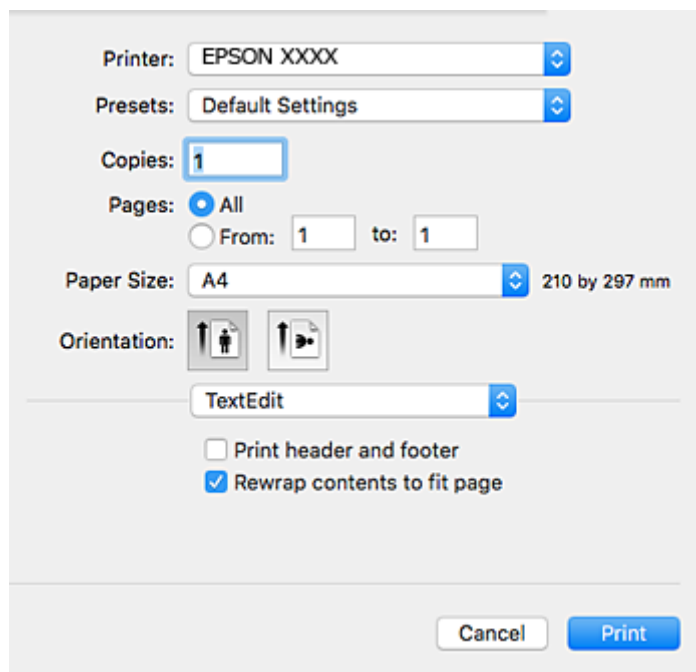 Printer: EPSON XXXX
Presets: Default Settings
Copies: 1
Pages: All
From: 1 to: 1
Paper Size: A4 210 by 297 mm
Orientation:
TextEdit
Print header and footer
Rewrap contents to fit page
Cancel Print